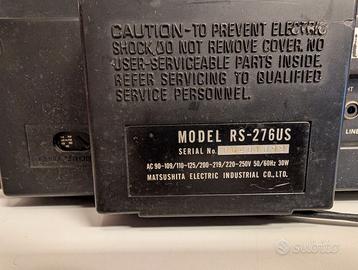 CAUTION-TO PREVENT ELECTRIC
SHOCK,DO NOT REMOVE COVER. NO
USER-SERVICEABLE PARTS INSIDE.
REFER SERVICING TO QUALIFIED
SERVICE PERSONNEL.
MODEL RS-276US
SERIAL No.
AC 90-109/110-125/200-219/220-250V 50/60Hz 30W
MATSUSHITA ELECTRIC INDUSTRIAL CO., LTD.
subito